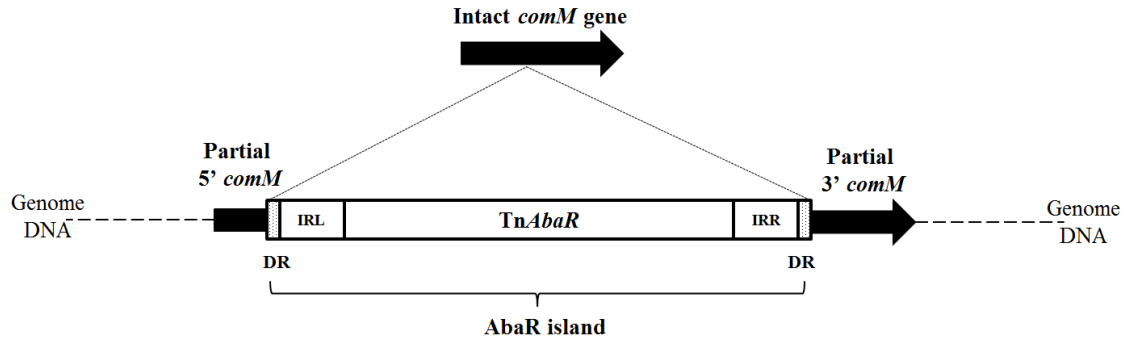 Intact comM gene
Partial
5’ comM
Partial
3’ comM
Genome
DNA
IRL
TnAbaR
IRR
Genome
DNA
DR
DR
AbaR island